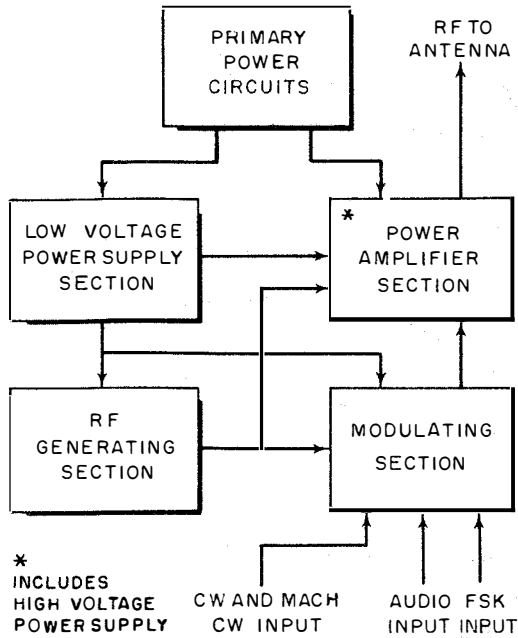 PRIMARY
POWER
CIRCUITS
RF TO
ANTENNA
LOW VOLTAGE
POWER SUPPLY
SECTION
*
POWER
AMPLIFIER
SECTION
RF
GENERATING
SECTION
MODULATING
SECTION
*
INCLUDES
HIGH VOLTAGE
POWER SUPPLY
CW AND MACH
CW INPUT
AUDIO
INPUT
FSK
INPUT